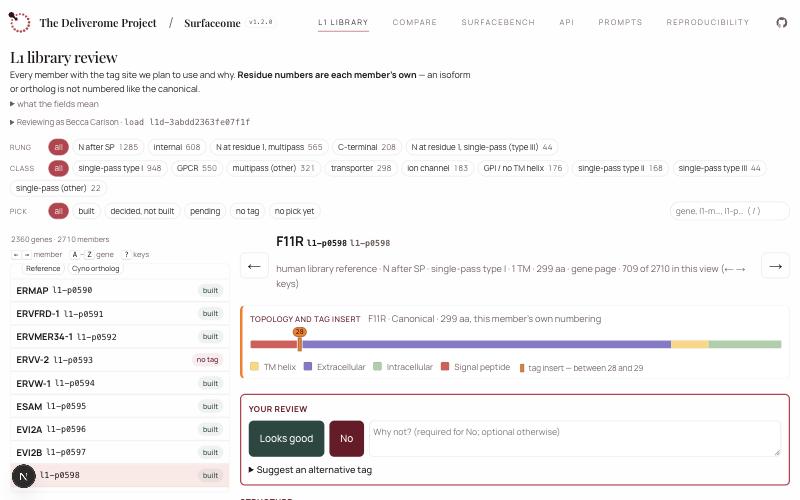 The Deliverome Project / Surfaceome v1.2.0 L1 LIBRARY COMPARE SURFACEBENCH API PROMPTS REPRODUCIBILITY
L1 library review
Every member with the tag site we plan to use and why. Residue numbers are each member's own — an isoform
or ortholog is not numbered like the canonical.
▶ what the fields mean
▶ Reviewing as Becca Carlson · load l1d-3abdd2363fe07f1f
RUNG all N after SP 1285 internal 608 N at residue 1, multipass 565 C-terminal 208 N at residue 1, single-pass (type III) 44
CLASS all single-pass type I 948 GPCR 550 multipass (other) 321 transporter 298 ion channel 183 GPI / no TM helix 176 single-pass type II 168 single-pass type III 44
single-pass (other) 22
PICK all built decided, not built pending no tag no pick yet gene, l1-m…, l1-p… ( / )
2360 genes · 2710 members
← → member A – Z gene ? keys
Reference Cyno ortholog
ERMAP l1-p0590 built
ERVFRD-1 l1-p0591 built
ERVMER34-1 l1-p0592 built
ERVV-2 l1-p0593 no tag
ERVW-1 l1-p0594 built
ESAM l1-p0595 built
EVI2A l1-p0596 built
EVI2B l1-p0597 built
N l1-p0598 built
F11R l1-p0598 l1-p0598
← human library reference · N after SP · single-pass type I · 1 TM · 299 aa · gene page · 709 of 2710 in this view (← → →
keys)
TOPOLOGY AND TAG INSERT F11R · Canonical · 299 aa, this member's own numbering
28
TM helix Extracellular Intracellular Signal peptide tag insert — between 28 and 29
YOUR REVIEW
Looks good No Why not? (required for No; optional otherwise)
▶ Suggest an alternative tag